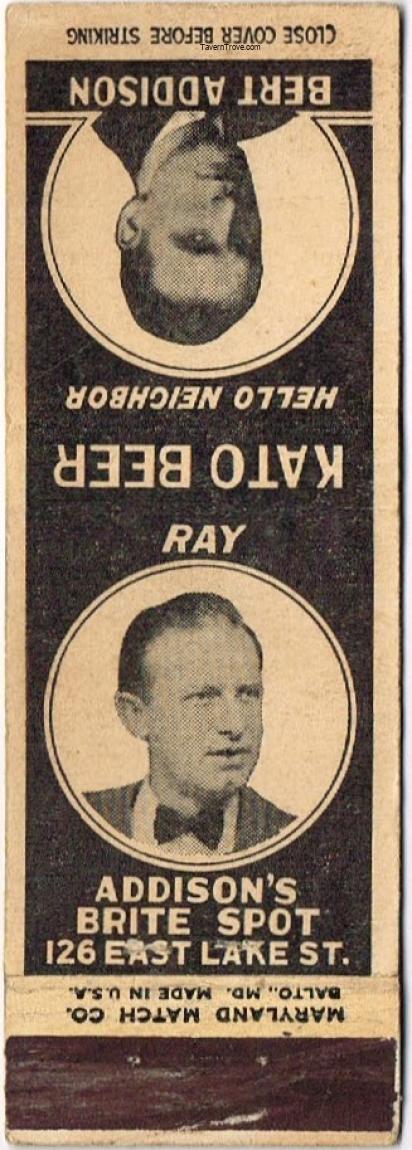 CLOSE COVER BEFORE STRIKING
TavernTrove.com
BERT ADDISON
HELLO NEIGHBOR
KATO BEER
RAY
ADDISON'S
BRITE SPOT
126 EAST LAKE ST.
MARYLAND MATCH CO.
BALTO., MD. MADE IN U.S.A.